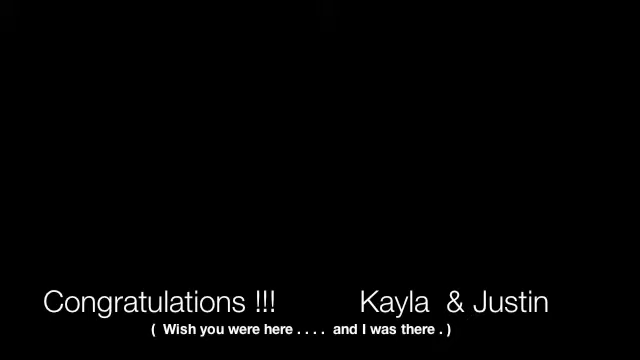 Congratulations !!! Kayla & Justin
( Wish you were here . . . . and I was there . )